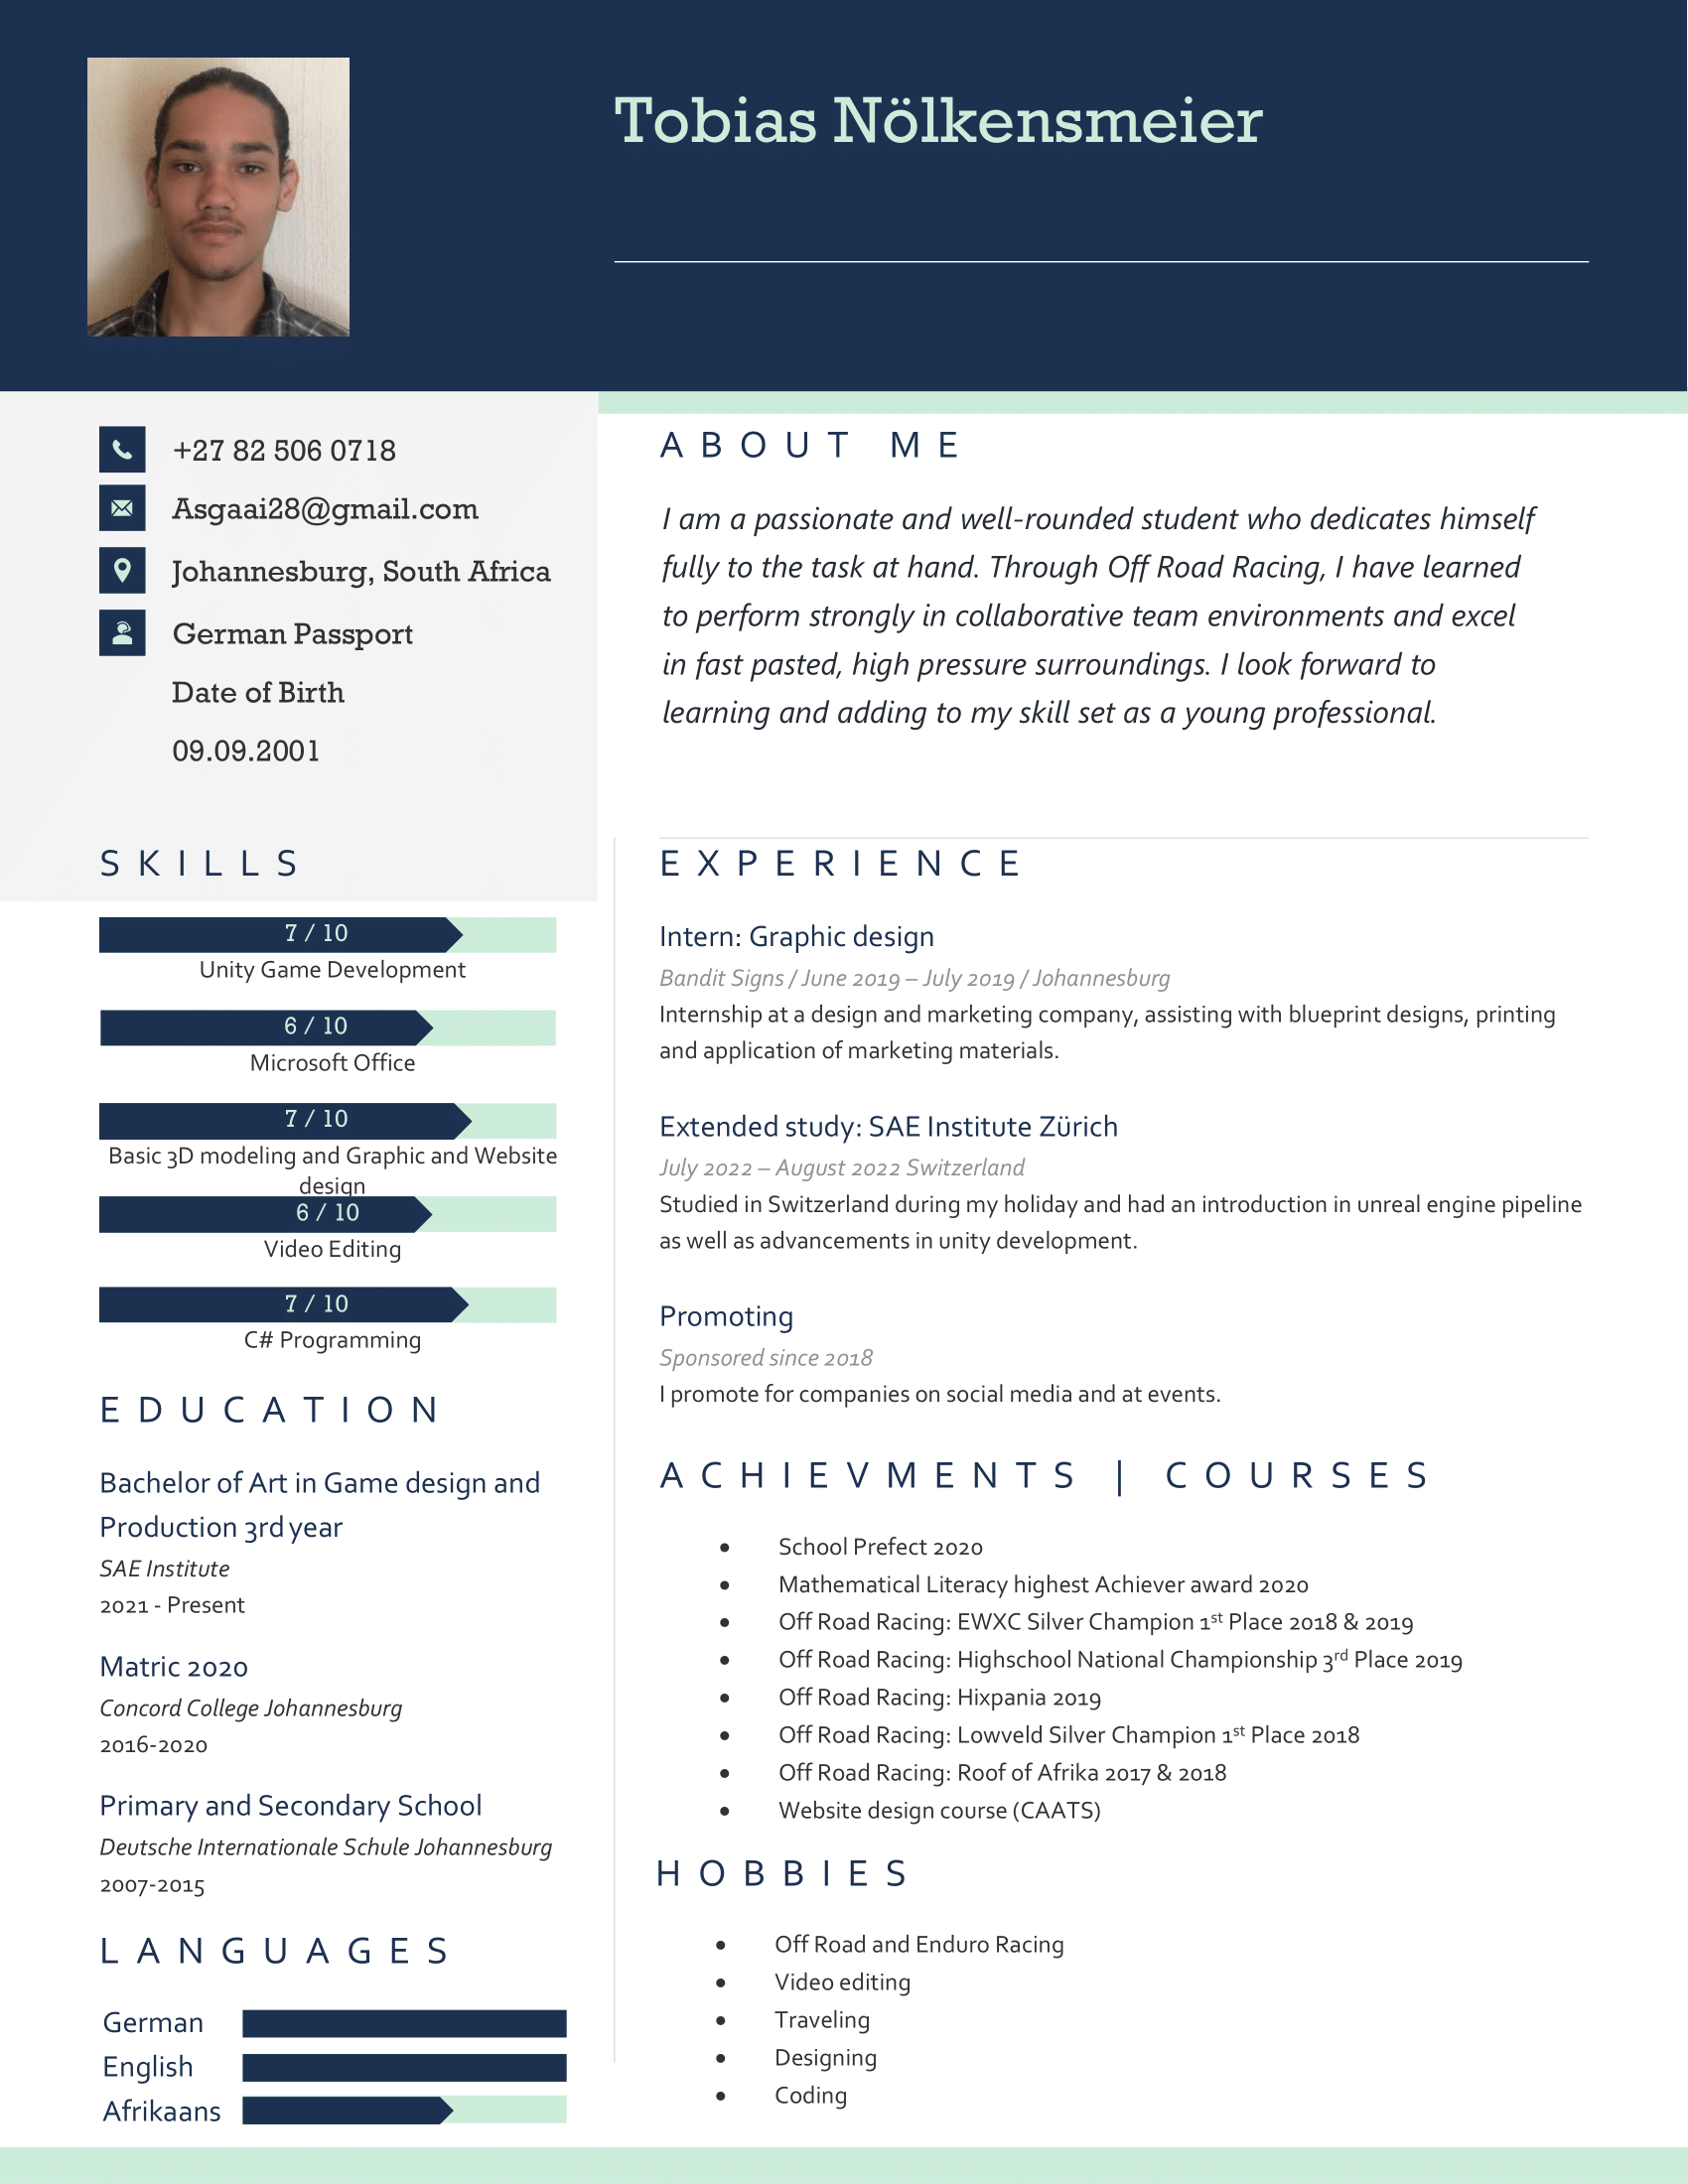 Tobias Nölkensmeier
+27 82 506 0718
Asgaai28@gmail.com
Johannesburg, South Africa
German Passport
Date of Birth
09.09.2001
SKILLS
7 / 10
Unity Game Development
6 / 10
Microsoft Office
7 / 10
Basic 3D modeling and Graphic and Website
design
6 / 10
Video Editing
7 / 10
C# Programming
EDUCATION
Bachelor of Art in Game design and
Production 3rd year
SAE Institute
2021 - Present
Matric 2020
Concord College Johannesburg
2016-2020
Primary and Secondary School
Deutsche Internationale Schule Johannesburg
2007-2015
LANGUAGES
German
English
Afrikaans
ABOUT ME
I am a passionate and well-rounded student who dedicates himself
fully to the task at hand. Through Off Road Racing, I have learned
to perform strongly in collaborative team environments and excel
in fast pasted, high pressure surroundings. I look forward to
learning and adding to my skill set as a young professional.
EXPERIENCE
Intern: Graphic design
Bandit Signs / June 2019 – July 2019 / Johannesburg
Internship at a design and marketing company, assisting with blueprint designs, printing
and application of marketing materials.
Extended study: SAE Institute Zürich
July 2022 – August 2022 Switzerland
Studied in Switzerland during my holiday and had an introduction in unreal engine pipeline
as well as advancements in unity development.
Promoting
Sponsored since 2018
I promote for companies on social media and at events.
ACHIEVMENTS | COURSES
• School Prefect 2020
• Mathematical Literacy highest Achiever award 2020
• Off Road Racing: EWXC Silver Champion 1st Place 2018 & 2019
• Off Road Racing: Highschool National Championship 3rd Place 2019
• Off Road Racing: Hixpania 2019
• Off Road Racing: Lowveld Silver Champion 1st Place 2018
• Off Road Racing: Roof of Afrika 2017 & 2018
• Website design course (CAATS)
HOBBIES
• Off Road and Enduro Racing
• Video editing
• Traveling
• Designing
• Coding